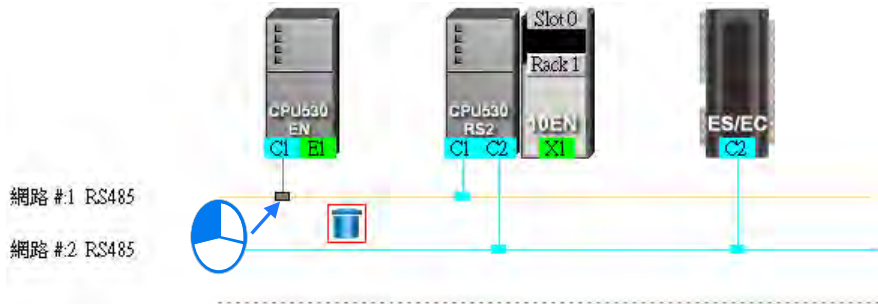 Slot 0
Rack 1
CPU530
EN
C1 E1
CPU530
RS2
C1 C2
10EN
X1
ES/EC
C2
網路 #:1 RS485
網路 #:2 RS485